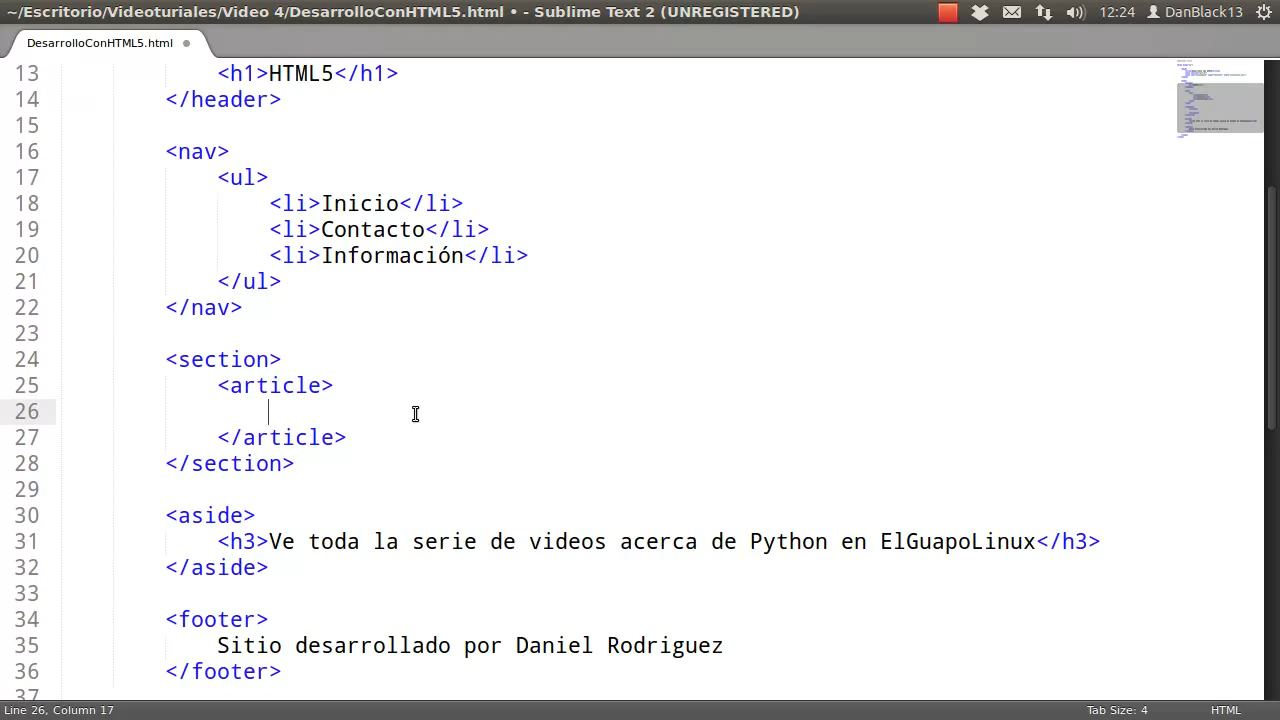 ~/Escritorio/Videoturiales/Video 4/DesarrolloConHTML5.html • - Sublime Text 2 (UNREGISTERED) 12:24 DanBlack13
DesarrolloConHTML5.html
13 <h1>HTML5</h1>
14 </header>
15
16 <nav>
17 <ul>
18 <li>Inicio</li>
19 <li>Contacto</li>
20 <li>Información</li>
21 </ul>
22 </nav>
23
24 <section>
25 <article>
26
27 </article>
28 </section>
29
30 <aside>
31 <h3>Ve toda la serie de videos acerca de Python en ElGuapoLinux</h3>
32 </aside>
33
34 <footer>
35 Sitio desarrollado por Daniel Rodriguez
36 </footer>
37
Line 26, Column 17 Tab Size: 4 HTML